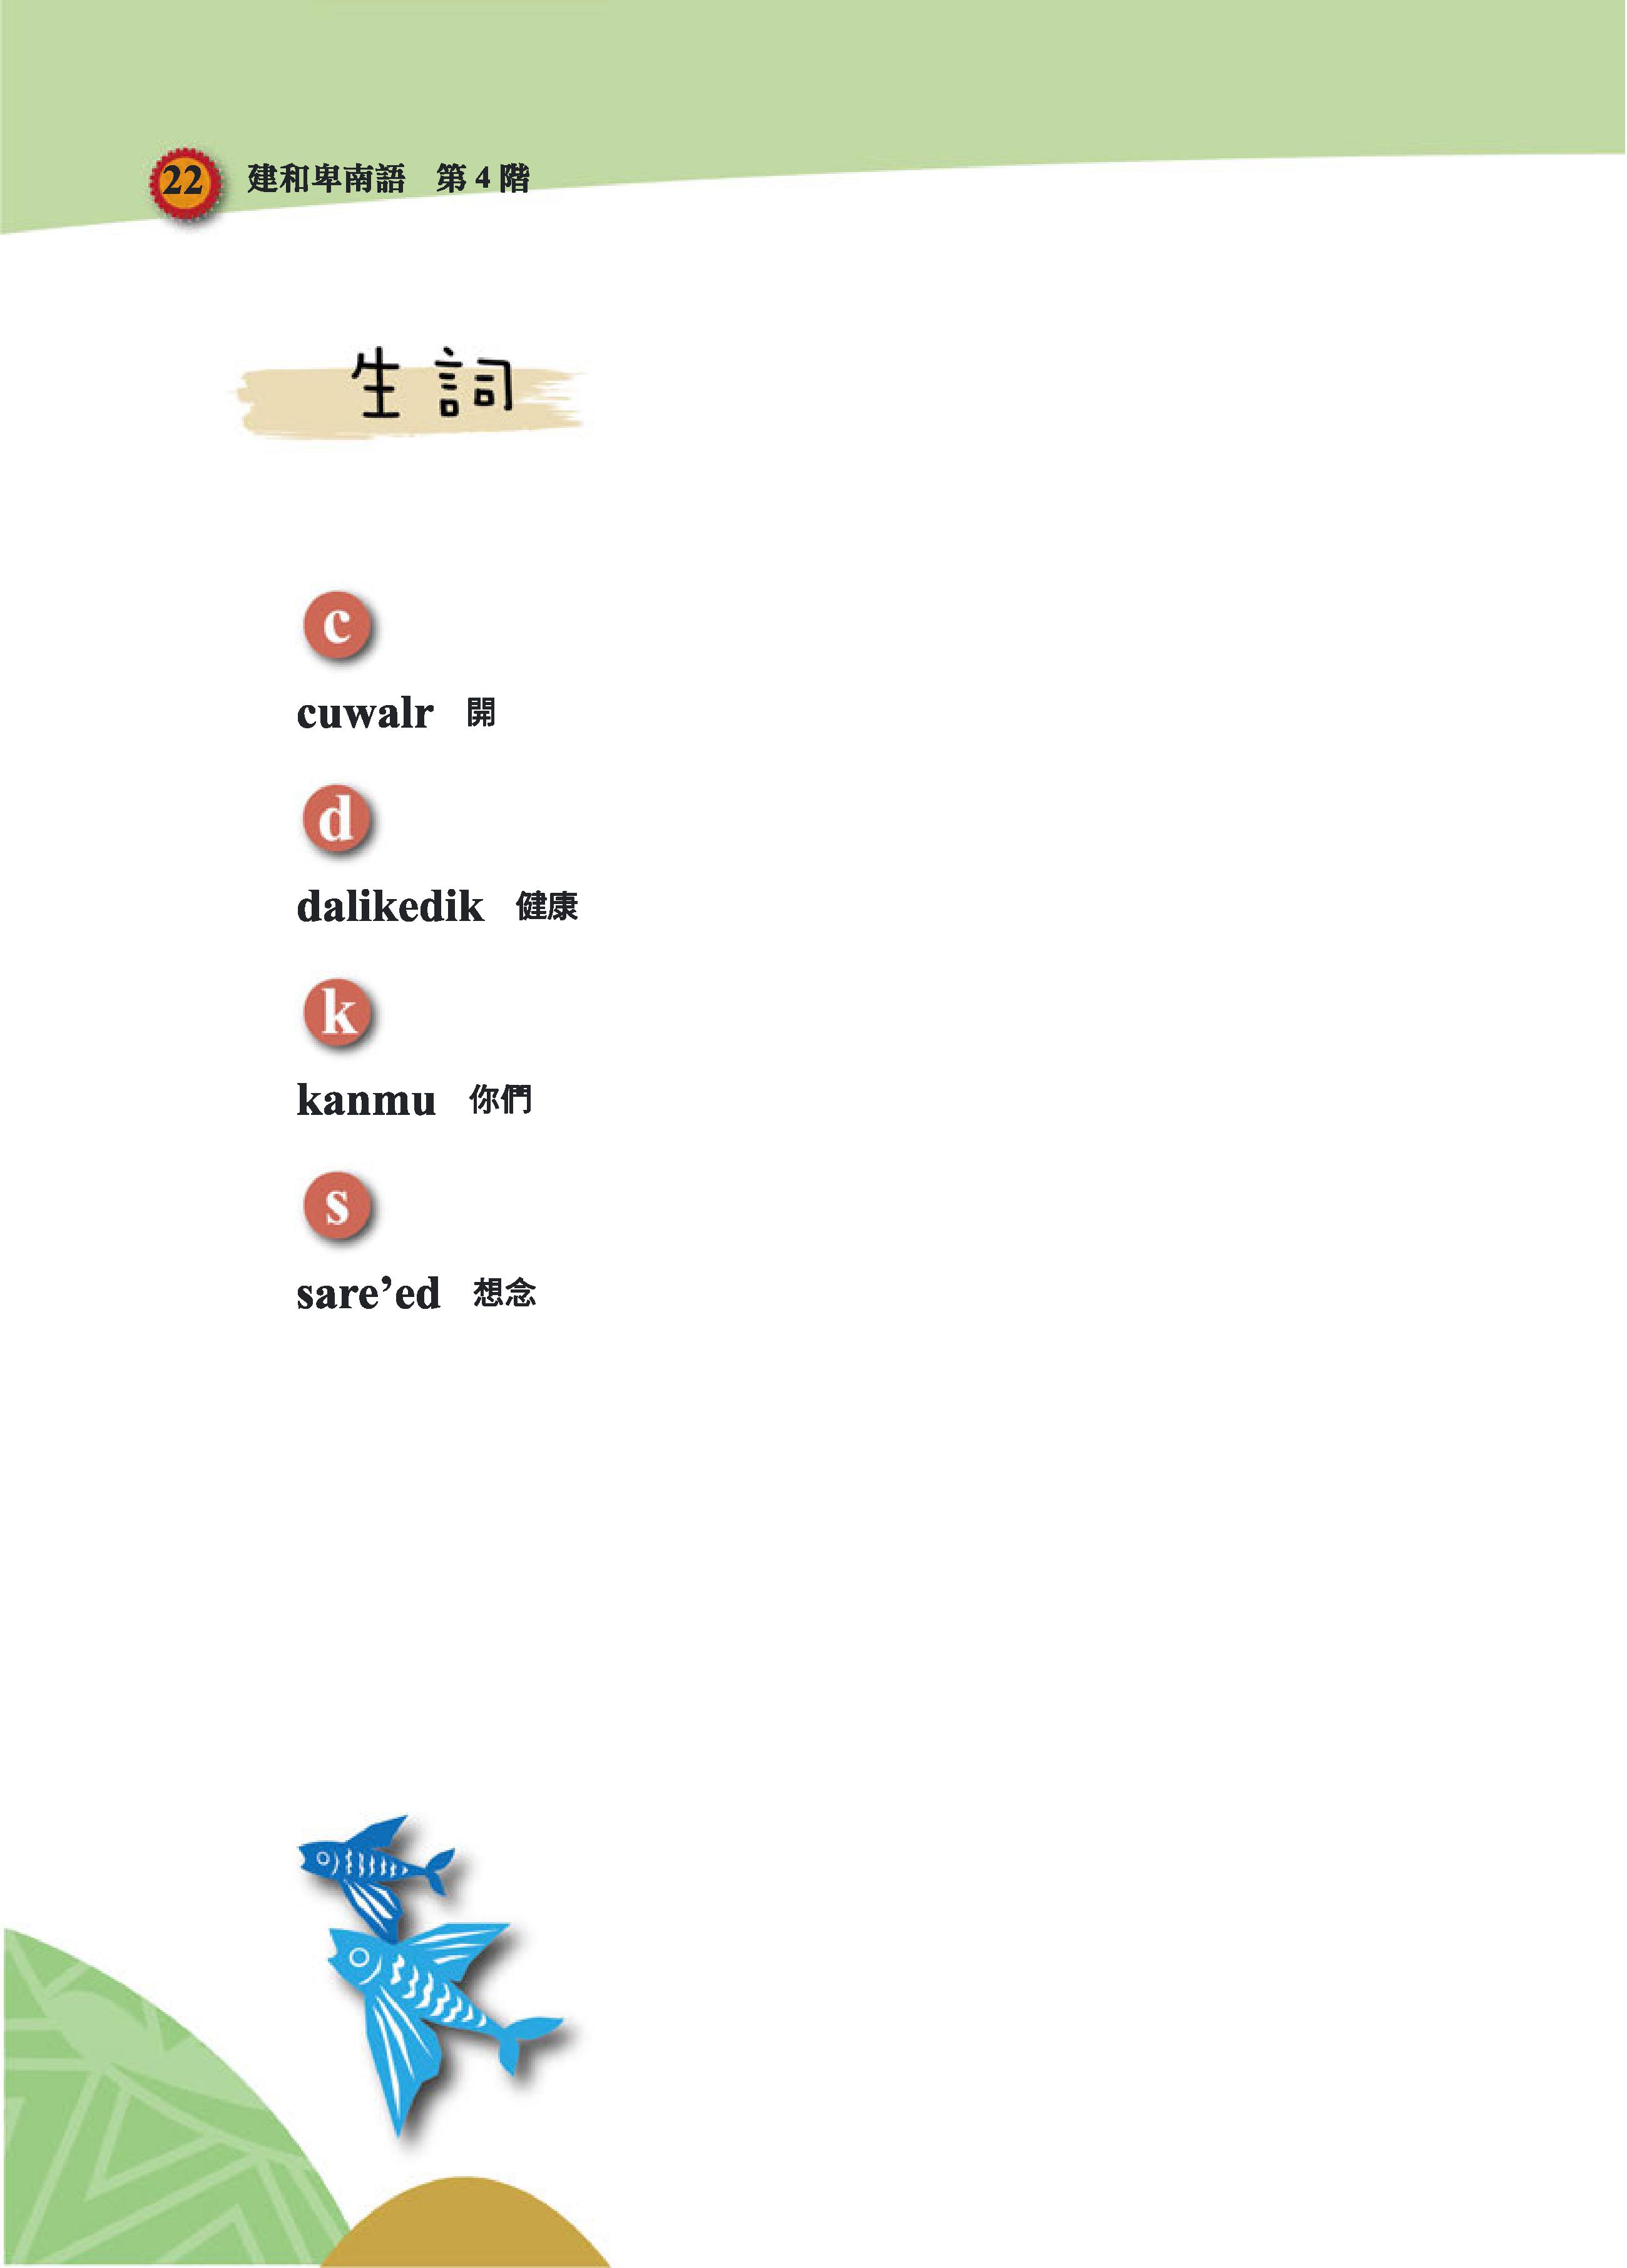 22 建和卑南語 第4階
生詞
c
cuwalr 開
d
dalikedik 健康
k
kanmu 你們
s
sare’ed 想念